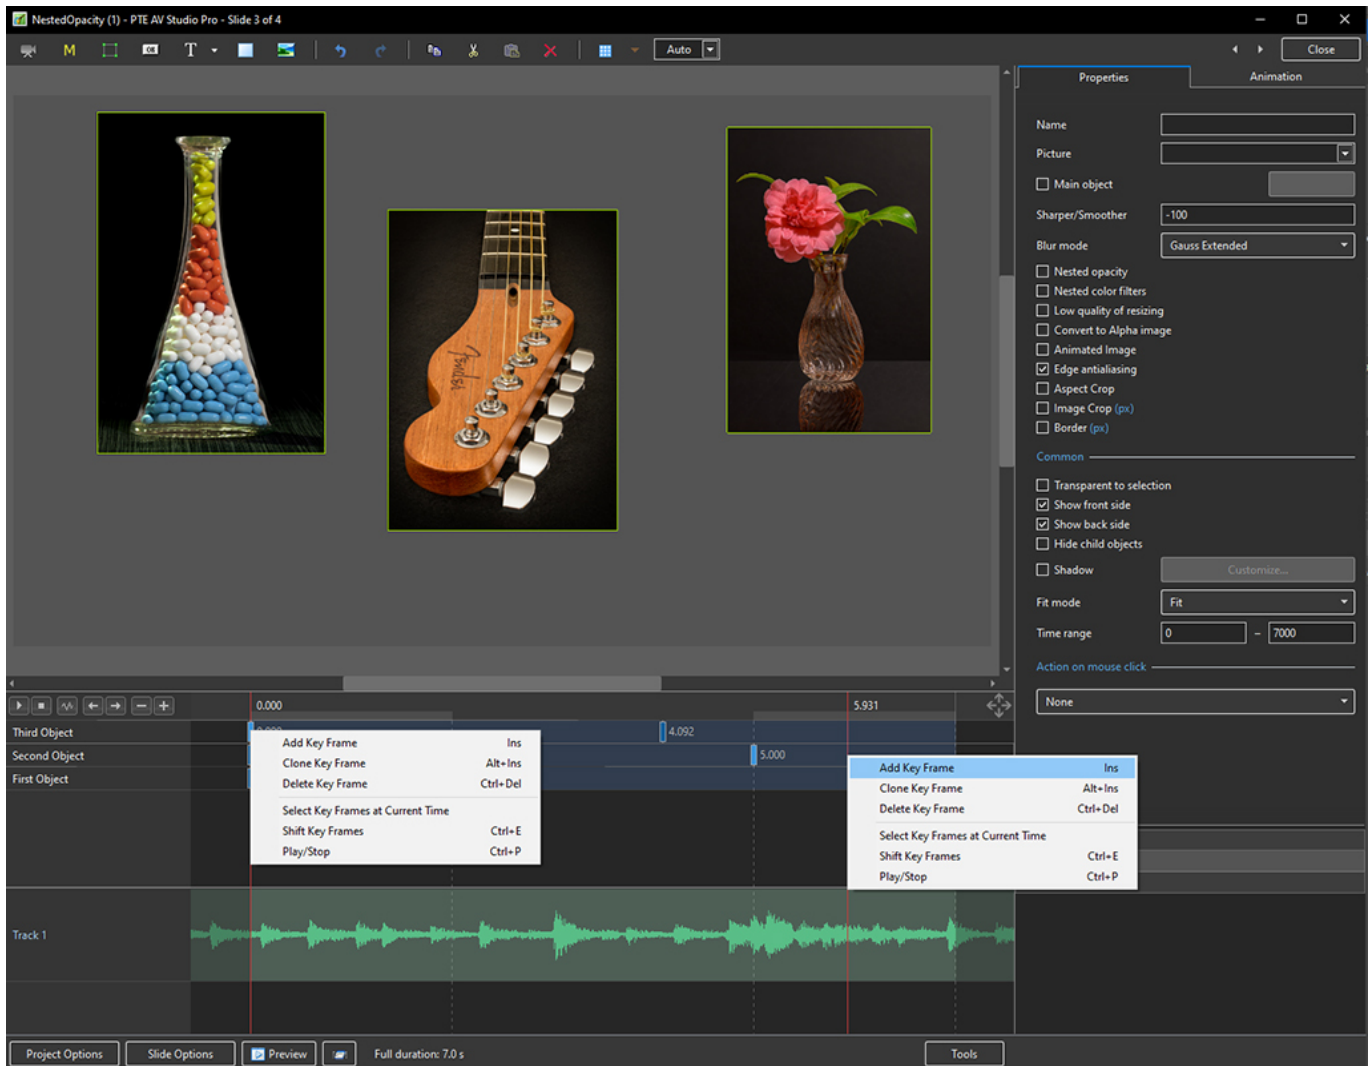 NestedOpacity (1) - PTE AV Studio Pro - Slide 3 of 4
M OK T Auto Close
Properties Animation
Name
Picture
Main object
Sharper/Smoother -100
Blur mode Gauss Extended
Nested opacity
Nested color filters
Low quality of resizing
Convert to Alpha image
Animated Image
Edge antialiasing
Aspect Crop
Image Crop (px)
Border (px)
Common
Transparent to selection
Show front side
Show back side
Hide child objects
Shadow Customize...
Fit mode Fit
Time range 0 – 7000
Action on mouse click
None
Fender
0.000 5.931
Third Object 4.092
Second Object 5.000
First Object
Add Key Frame Ins
Clone Key Frame Alt+Ins
Delete Key Frame Ctrl+Del
Select Key Frames at Current Time
Shift Key Frames Ctrl+E
Play/Stop Ctrl+P
Add Key Frame Ins
Clone Key Frame Alt+Ins
Delete Key Frame Ctrl+Del
Select Key Frames at Current Time
Shift Key Frames Ctrl+E
Play/Stop Ctrl+P
Track 1
Project Options Slide Options Preview Full duration: 7.0 s Tools